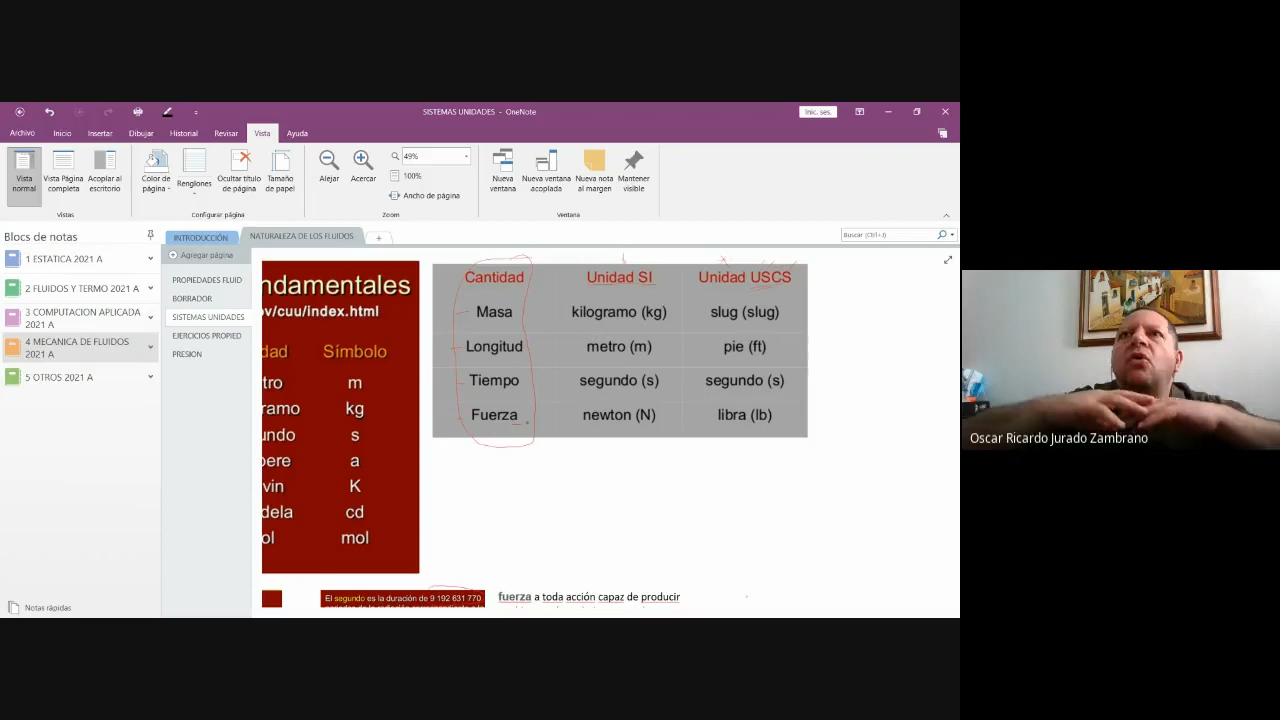 SISTEMAS UNIDADES - OneNote
Inic. ses.
Archivo Inicio Insertar Dibujar Historial Revisar Vista Ayuda
Vista normal
Vista Página completa
Acoplar al escritorio
Color de página
Renglones
Ocultar título de página
Tamaño de papel
Alejar
Acercar
49%
100%
Ancho de página
Nueva ventana
Nueva ventana acoplada
Nueva nota al margen
Mantener visible
Vistas Configurar página Zoom Ventana
Blocs de notas
INTRODUCCIÓN NATURALEZA DE LOS FLUIDOS
Buscar (Ctrl+J)
1 ESTATICA 2021 A
2 FLUIDOS Y TERMO 2021 A
3 COMPUTACION APLICADA
2021 A
4 MECANICA DE FLUIDOS
2021 A
5 OTROS 2021 A
Notas rápidas
Agregar página
PROPIEDADES FLUID
BORRADOR
SISTEMAS UNIDADES
EJERCICIOS PROPIED
PRESION
ndamentales
ov/cuu/index.html
dad Símbolo
tro m
ramo kg
undo s
pere a
vin K
dela cd
ol mol
Cantidad Unidad SI Unidad USCS
Masa kilogramo (kg) slug (slug)
Longitud metro (m) pie (ft)
Tiempo segundo (s) segundo (s)
Fuerza newton (N) libra (lb)
El segundo es la duración de 9 192 631 770
fuerza a toda acción capaz de producir
Oscar Ricardo Jurado Zambrano